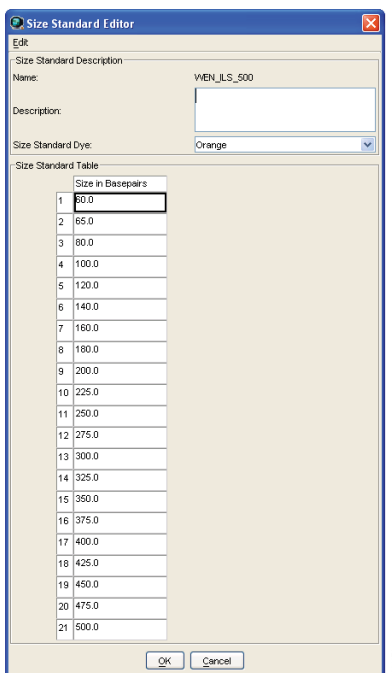 Size Standard Editor
Edit
Size Standard Description
Name: WEN_ILS_500
Description:
Size Standard Dye: Orange
Size Standard Table
Size in Basepairs
1 60.0
2 65.0
3 80.0
4 100.0
5 120.0
6 140.0
7 160.0
8 180.0
9 200.0
10 225.0
11 250.0
12 275.0
13 300.0
14 325.0
15 350.0
16 375.0
17 400.0
18 425.0
19 450.0
20 475.0
21 500.0
OK Cancel